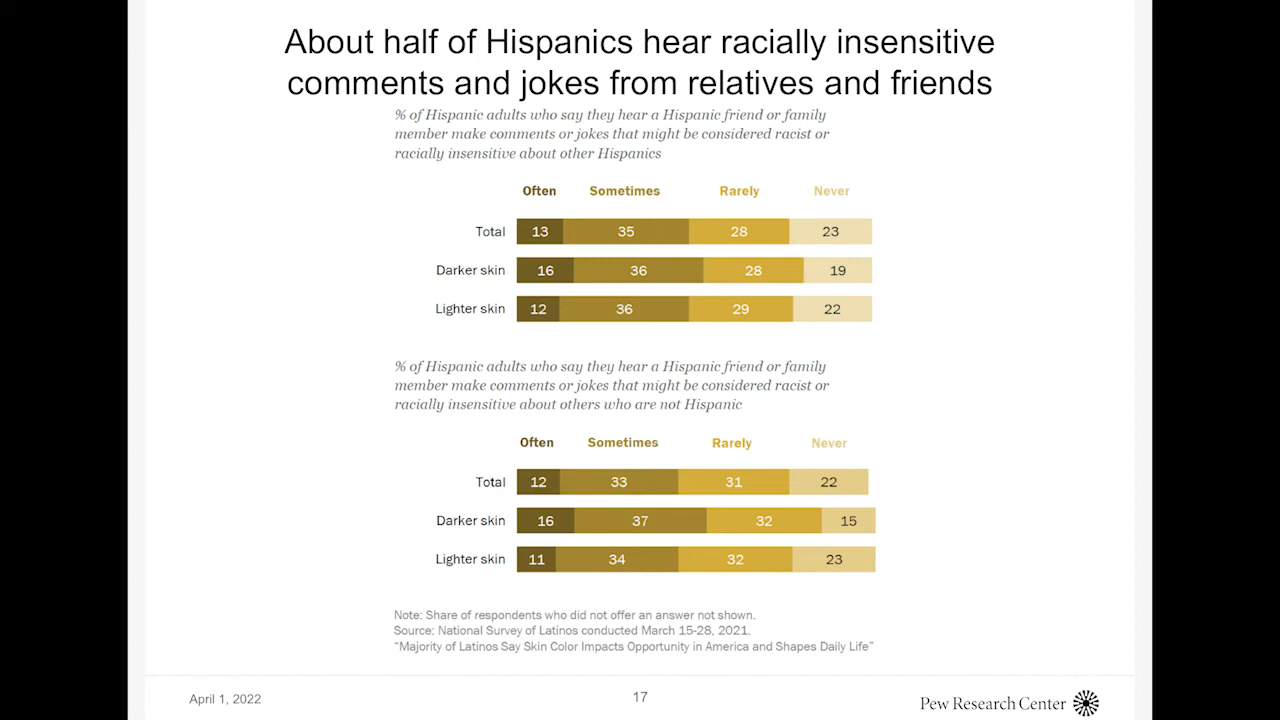 About half of Hispanics hear racially insensitive
comments and jokes from relatives and friends
% of Hispanic adults who say they hear a Hispanic friend or family
member make comments or jokes that might be considered racist or
racially insensitive about other Hispanics
Often Sometimes Rarely Never
Total 13 35 28 23
Darker skin 16 36 28 19
Lighter skin 12 36 29 22
% of Hispanic adults who say they hear a Hispanic friend or family
member make comments or jokes that might be considered racist or
racially insensitive about others who are not Hispanic
Often Sometimes Rarely Never
Total 12 33 31 22
Darker skin 16 37 32 15
Lighter skin 11 34 32 23
Note: Share of respondents who did not offer an answer not shown.
Source: National Survey of Latinos conducted March 15-28, 2021.
“Majority of Latinos Say Skin Color Impacts Opportunity in America and Shapes Daily Life”
April 1, 2022 17 Pew Research Center